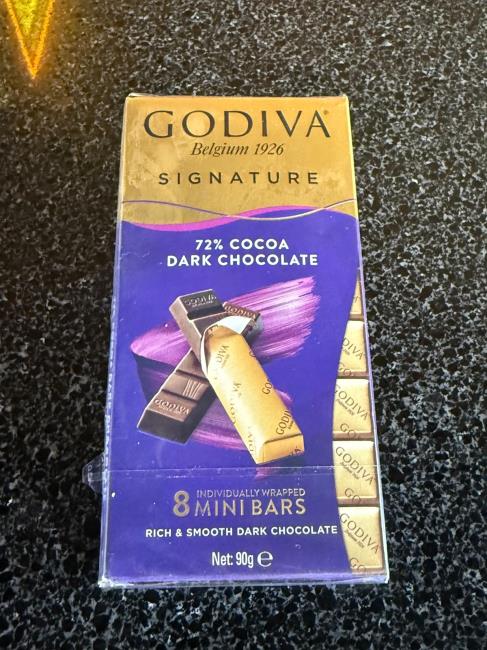 GODIVA
Belgium 1926
SIGNATURE
72% COCOA
DARK CHOCOLATE
GODIVA
GODIVA
GODIVA
GODIVA
GODIVA
GODIVA
GODIVA
GODIVA
8 INDIVIDUALLY WRAPPED
MINI BARS
RICH & SMOOTH DARK CHOCOLATE
Net: 90g ℮